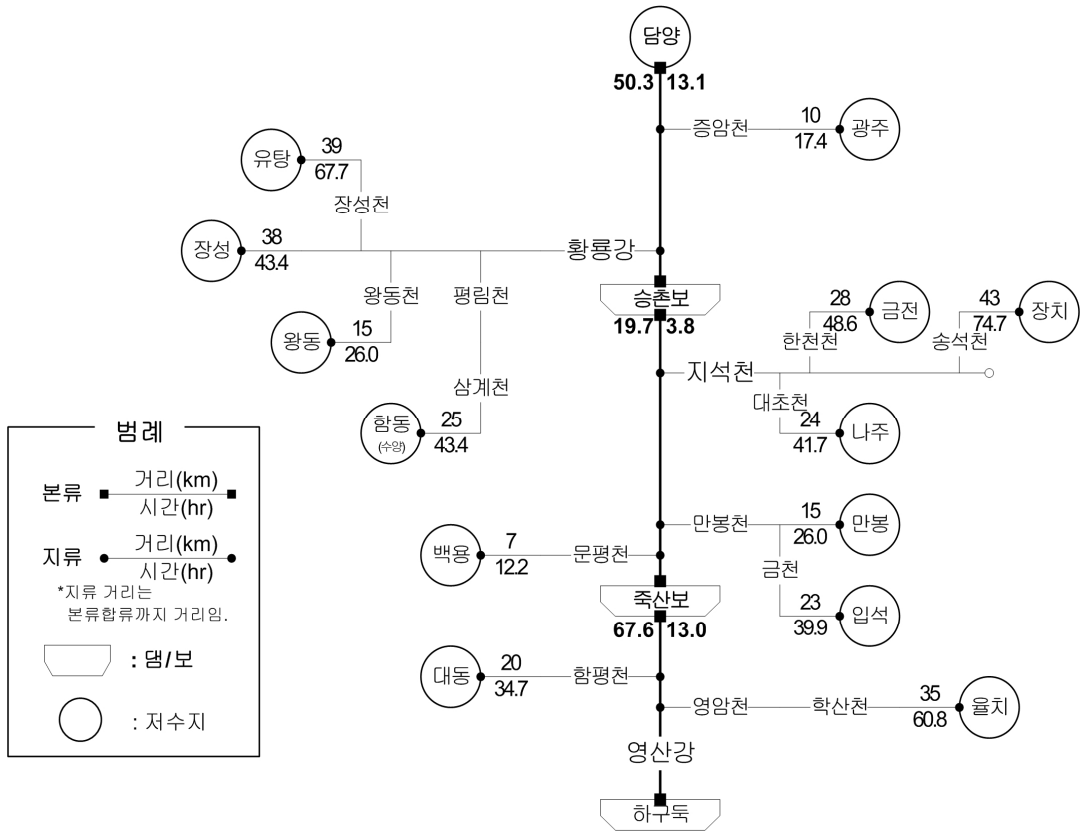 담양
50.3 13.1
증암천
10
17.4
광주
유탕
39
67.7
장성천
장성
38
43.4
황룡강
왕동천
평림천
왕동
15
26.0
승촌보
19.7 3.8
한천천
28
48.6
금전
송석천
43
74.7
장치
지석천
대초천
24
41.7
나주
삼계천
함동
(수양)
25
43.4
만봉천
15
26.0
만봉
백용
7
12.2
문평천
금천
23
39.9
입석
죽산보
67.6 13.0
대동
20
34.7
함평천
영암천
학산천
35
60.8
율치
영산강
하구둑
범례
본류
거리(km)
시간(hr)
지류
거리(km)
시간(hr)
*지류 거리는
본류합류까지 거리임.
: 댐/보
: 저수지